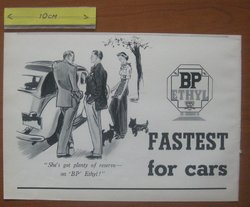 10CM
BP
ETHYL
FASTEST
for cars
"She's got plenty of reserve—
on 'BP' Ethyl!"